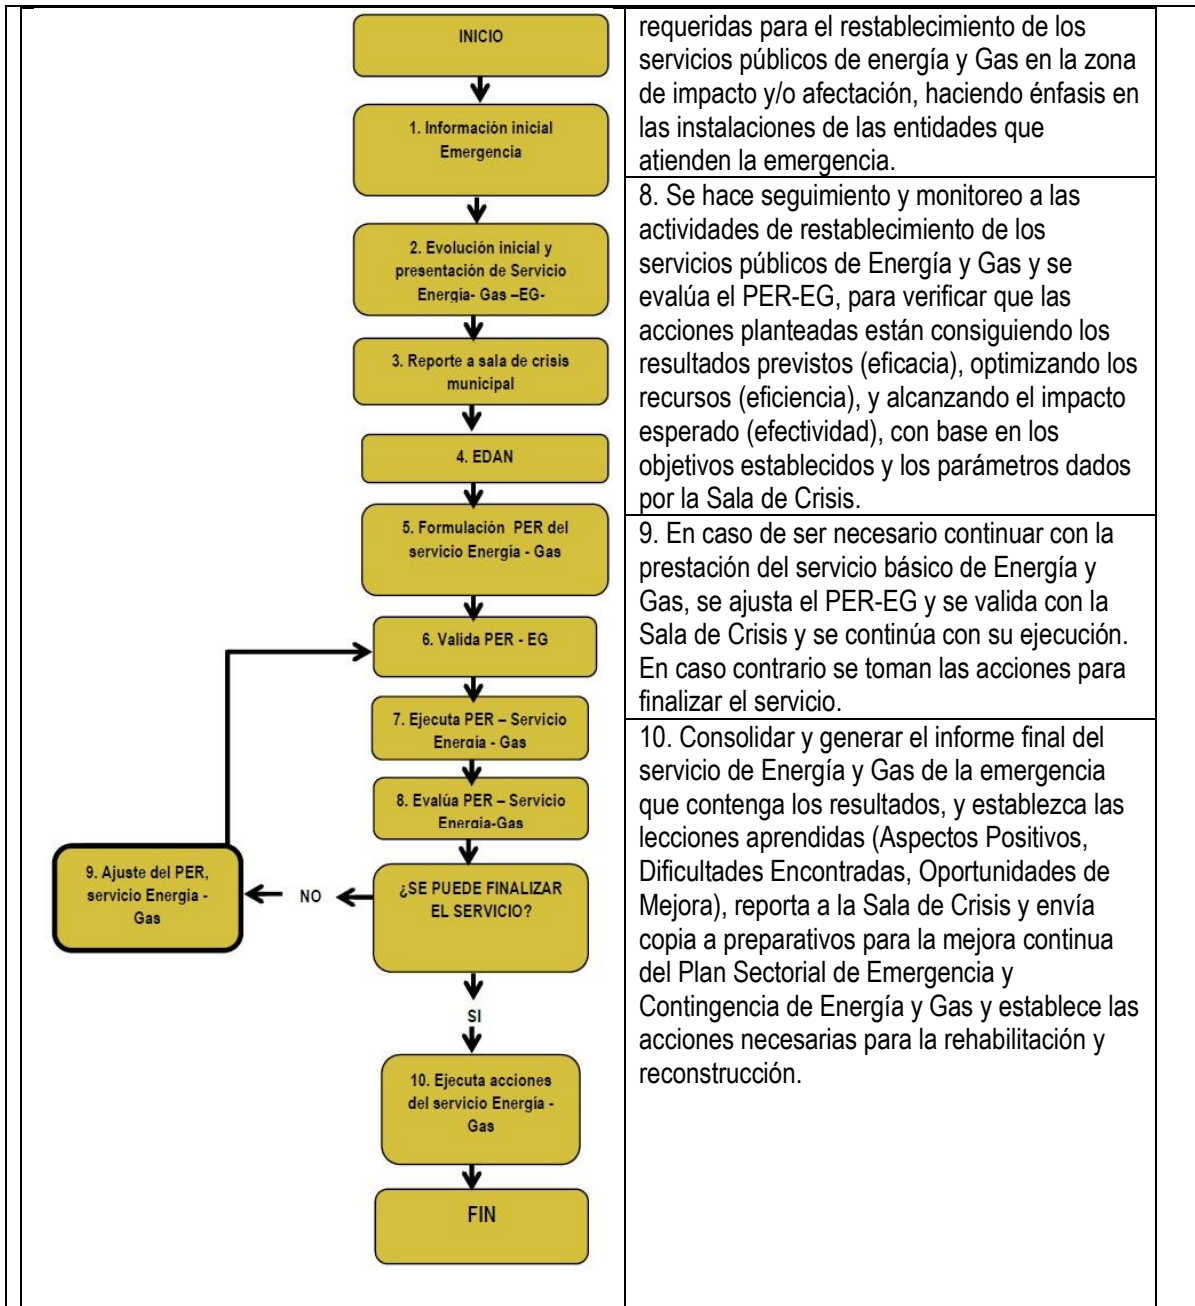 INICIO
1. Información inicial
Emergencia
2. Evolución inicial y
presentación de Servicio
Energía- Gas –EG-
3. Reporte a sala de crisis
municipal
4. EDAN
5. Formulación PER del
servicio Energía - Gas
6. Valida PER - EG
7. Ejecuta PER – Servicio
Energía - Gas
8. Evalúa PER – Servicio
Energía-Gas
¿SE PUEDE FINALIZAR
EL SERVICIO?
NO
9. Ajuste del PER,
servicio Energía -
Gas
SI
10. Ejecuta acciones
del servicio Energía -
Gas
FIN
requeridas para el restablecimiento de los
servicios públicos de energía y Gas en la zona
de impacto y/o afectación, haciendo énfasis en
las instalaciones de las entidades que
atienden la emergencia.
8. Se hace seguimiento y monitoreo a las
actividades de restablecimiento de los
servicios públicos de Energía y Gas y se
evalúa el PER-EG, para verificar que las
acciones planteadas están consiguiendo los
resultados previstos (eficacia), optimizando los
recursos (eficiencia), y alcanzando el impacto
esperado (efectividad), con base en los
objetivos establecidos y los parámetros dados
por la Sala de Crisis.
9. En caso de ser necesario continuar con la
prestación del servicio básico de Energía y
Gas, se ajusta el PER-EG y se valida con la
Sala de Crisis y se continúa con su ejecución.
En caso contrario se toman las acciones para
finalizar el servicio.
10. Consolidar y generar el informe final del
servicio de Energía y Gas de la emergencia
que contenga los resultados, y establezca las
lecciones aprendidas (Aspectos Positivos,
Dificultades Encontradas, Oportunidades de
Mejora), reporta a la Sala de Crisis y envía
copia a preparativos para la mejora continua
del Plan Sectorial de Emergencia y
Contingencia de Energía y Gas y establece las
acciones necesarias para la rehabilitación y
reconstrucción.